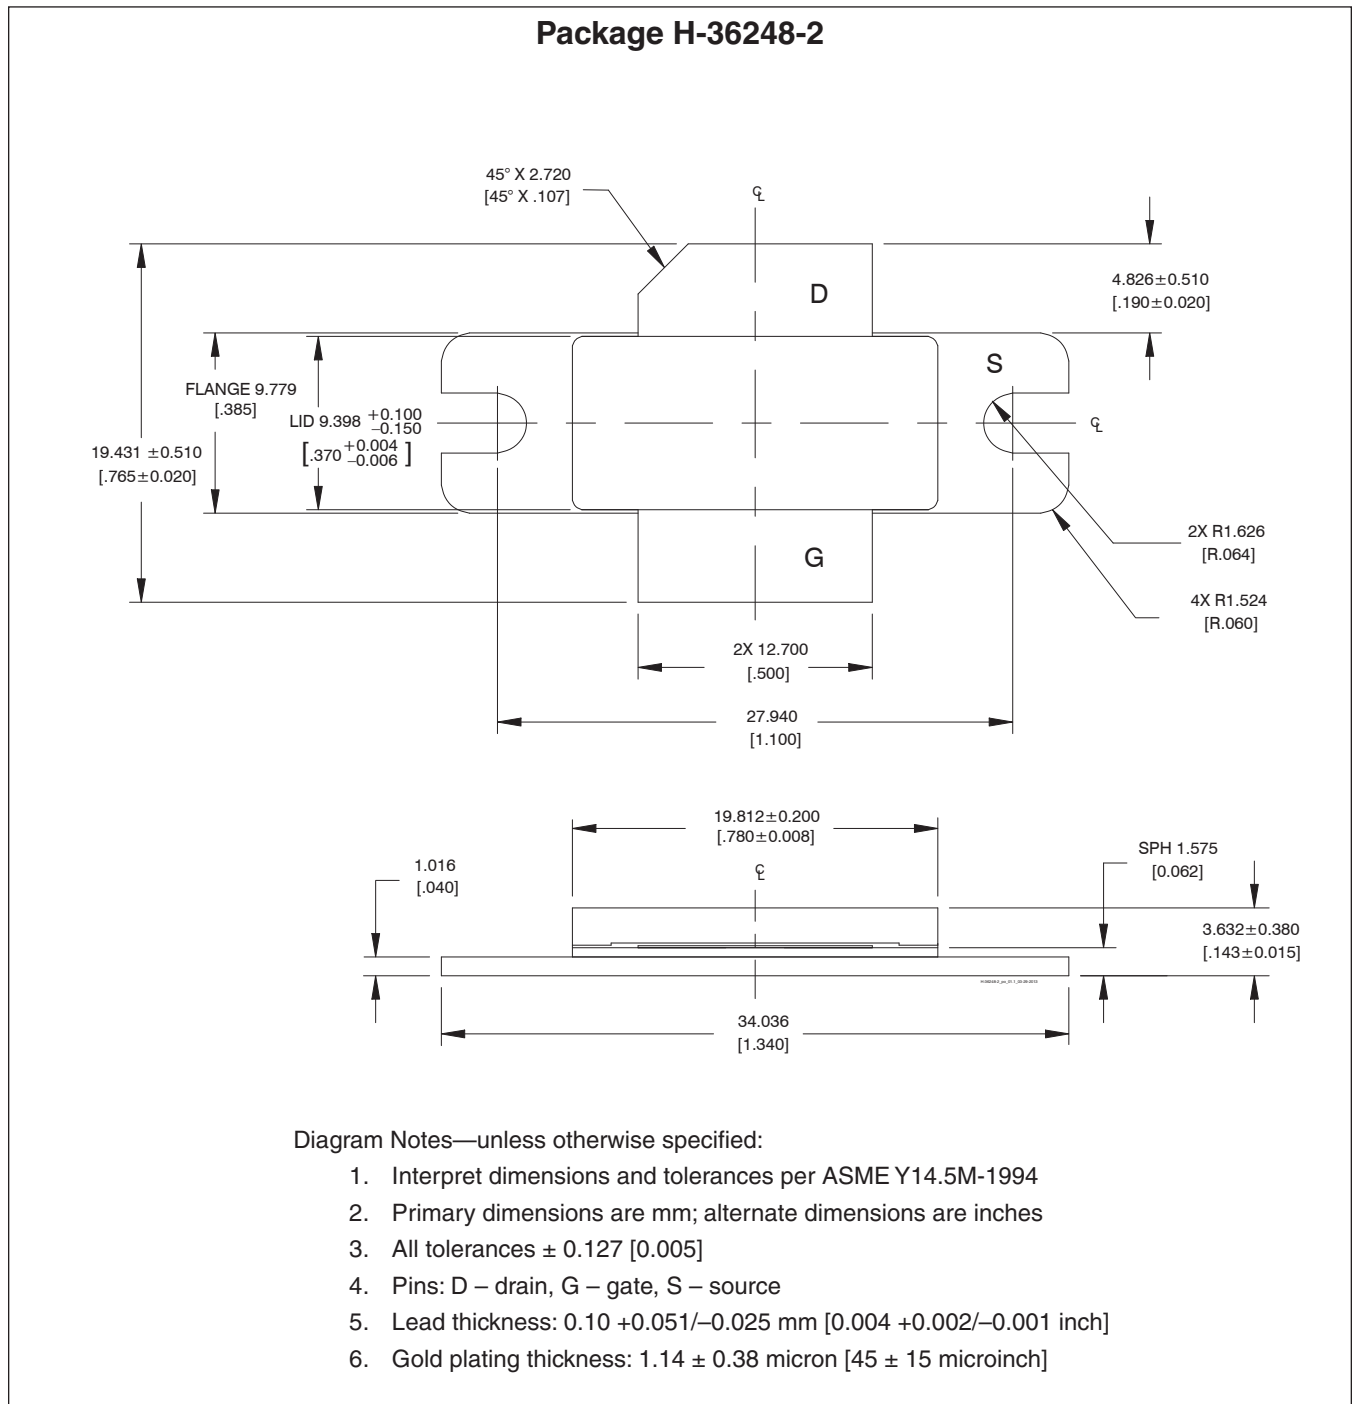 Package H-36248-2
45° X 2.720
[45° X .107]
℄
4.826±0.510
[.190±0.020]
D
S
FLANGE 9.779
[.385]
LID 9.398 +0.100
–0.150
[.370 +0.004
–0.006 ]
℄
19.431 ±0.510
[.765±0.020]
2X R1.626
[R.064]
G
4X R1.524
[R.060]
2X 12.700
[.500]
27.940
[1.100]
19.812±0.200
[.780±0.008]
SPH 1.575
[0.062]
1.016
[.040]
℄
3.632±0.380
[.143±0.015]
34.036
[1.340]
Diagram Notes—unless otherwise specified:
1. Interpret dimensions and tolerances per ASME Y14.5M-1994
2. Primary dimensions are mm; alternate dimensions are inches
3. All tolerances ± 0.127 [0.005]
4. Pins: D – drain, G – gate, S – source
5. Lead thickness: 0.10 +0.051/–0.025 mm [0.004 +0.002/–0.001 inch]
6. Gold plating thickness: 1.14 ± 0.38 micron [45 ± 15 microinch]